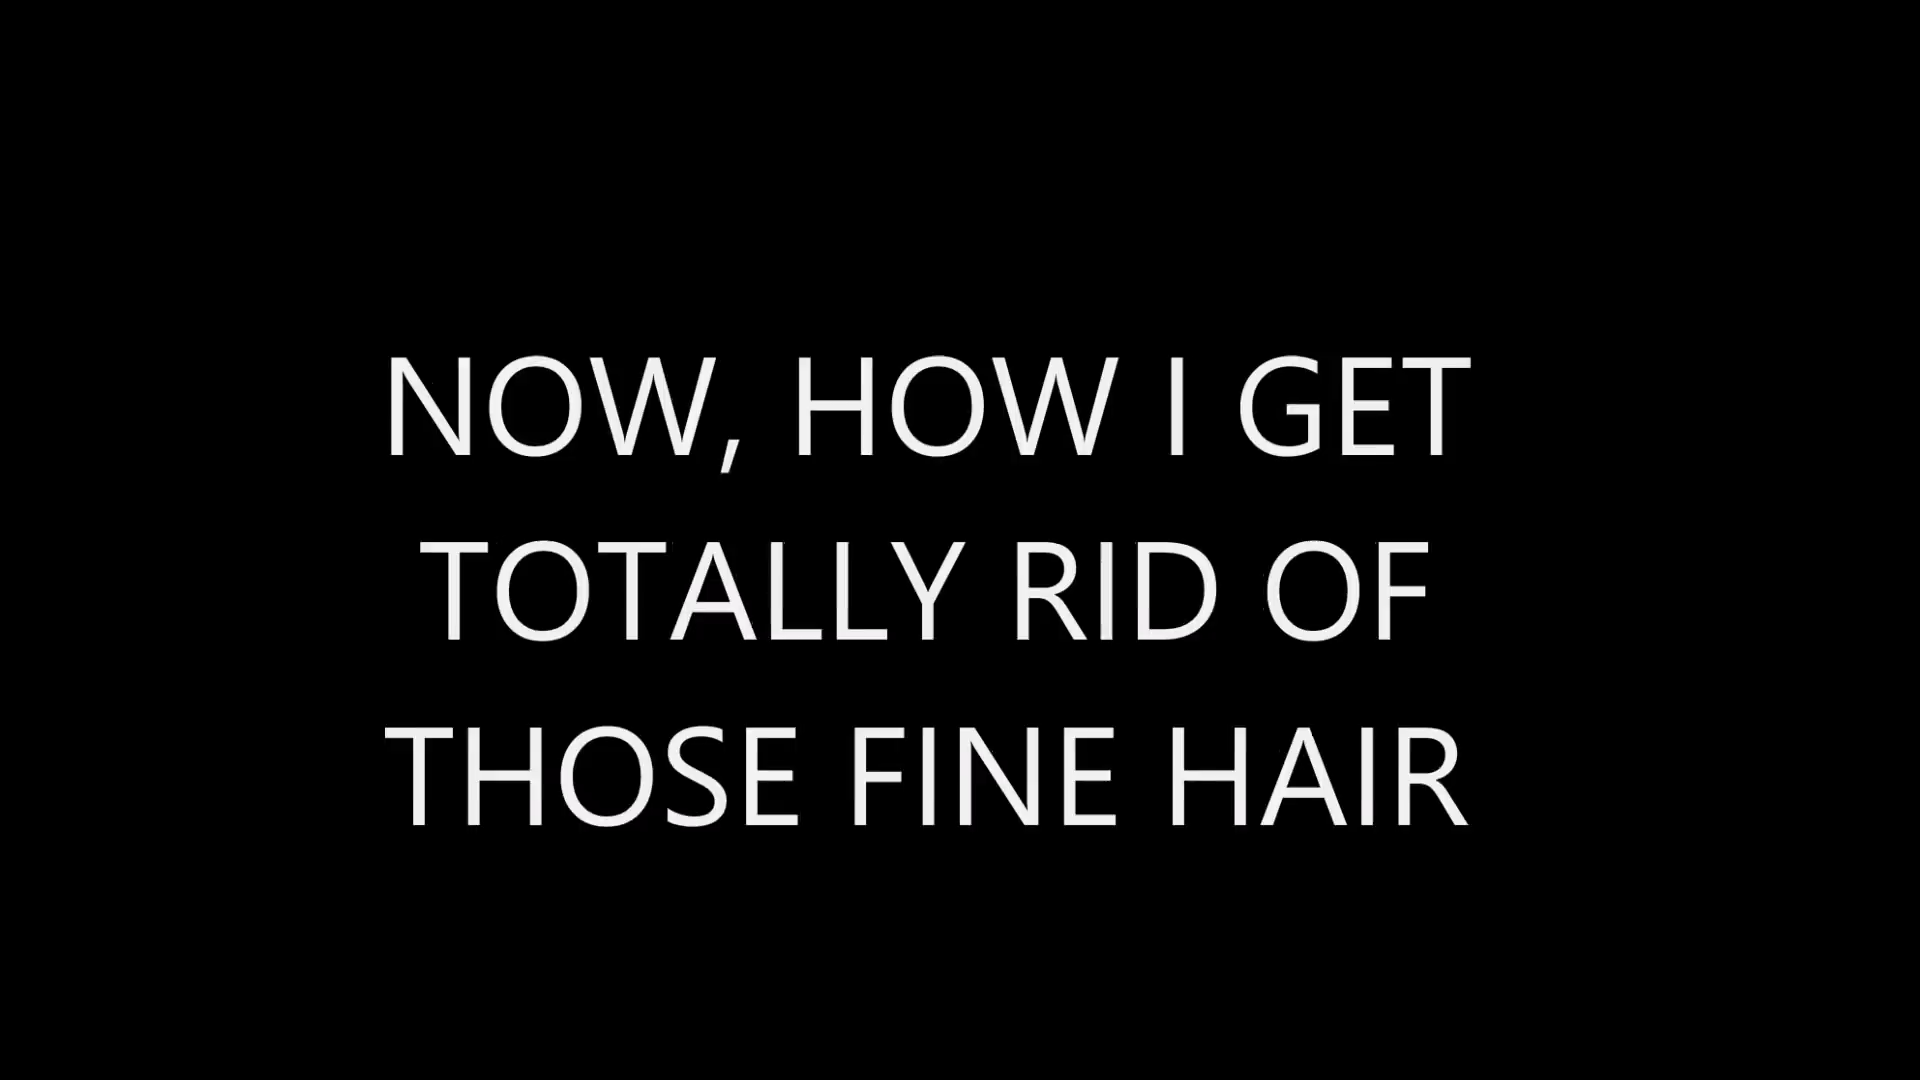 NOW, HOW I GET
TOTALLY RID OF
THOSE FINE HAIR